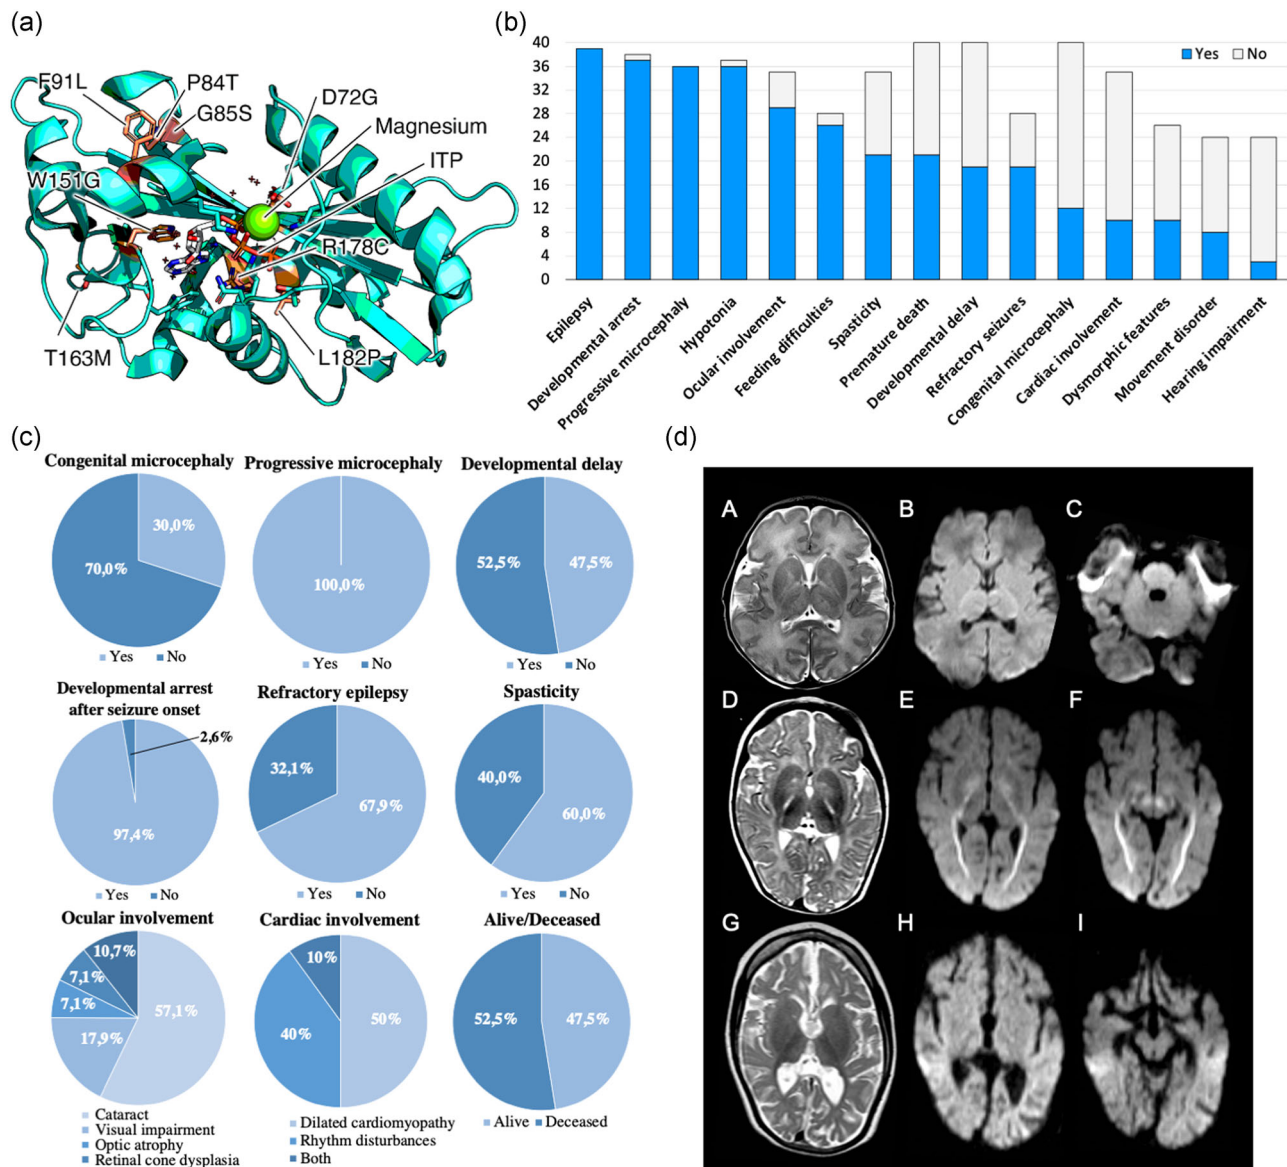 (a)
F91L
P84T
G85S
D72G
Magnesium
ITP
W151G
R178C
T163M
L182P
(b)
40
36
32
28
24
20
16
12
8
4
0
Yes No
Epilepsy
Developmental arrest
Progressive microcephaly
Hypotonia
Ocular involvement
Feeding difficulties
Spasticity
Premature death
Developmental delay
Refractory seizures
Congenital microcephaly
Cardiac involvement
Dysmorphic features
Movement disorder
Hearing impairment
(c)
Congenital microcephaly
30,0%
70,0%
Yes No
Progressive microcephaly
100,0%
Yes No
Developmental delay
52,5% 47,5%
Yes No
Developmental arrest
after seizure onset
2,6%
97,4%
Yes No
Refractory epilepsy
32,1%
67,9%
Yes No
Spasticity
40,0%
60,0%
Yes No
Ocular involvement
10,7%
7,1%
7,1%
57,1%
17,9%
Cataract
Visual impairment
Optic atrophy
Retinal cone dysplasia
Cardiac involvement
10%
50%
40%
Dilated cardiomyopathy
Rhythm disturbances
Both
Alive/Deceased
52,5% 47,5%
Alive Deceased
(d)
A B C
D E F
G H I